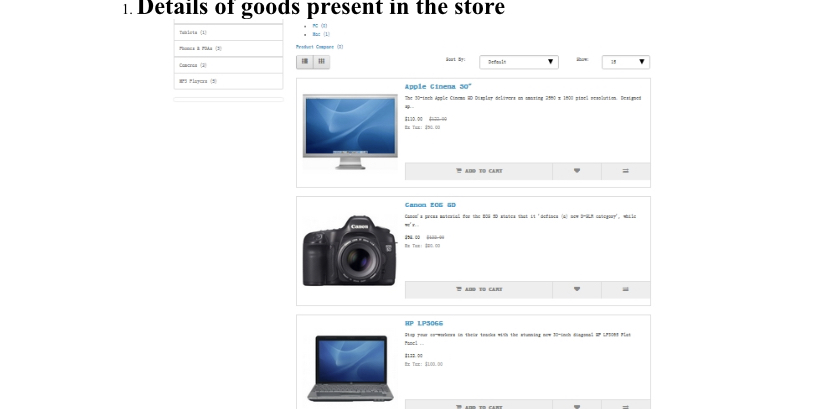 1. Details of goods present in the store
Tablets (1)
Phones & PDAs (3)
Cameras (2)
MP3 Players (5)
PC (0)
Mac (1)
Product Compare (0)
Sort By:
Default
Show:
15
Apple Cinema 30"
The 30-inch Apple Cinema HD Display delivers an amazing 2560 x 1600 pixel resolution. Designed
sp..
$110.00 $122.00
Ex Tax: $90.00
ADD TO CART
Canon EOS 5D
Canon's press material for the EOS 5D states that it 'defines (a) new D-SLR category', while
we'r..
$98.00 $122.00
Ex Tax: $80.00
ADD TO CART
HP LP3065
Stop your co-workers in their tracks with the stunning new 30-inch diagonal HP LP3065 Flat
Panel ..
$122.00
Ex Tax: $100.00
ADD TO CART
Canon